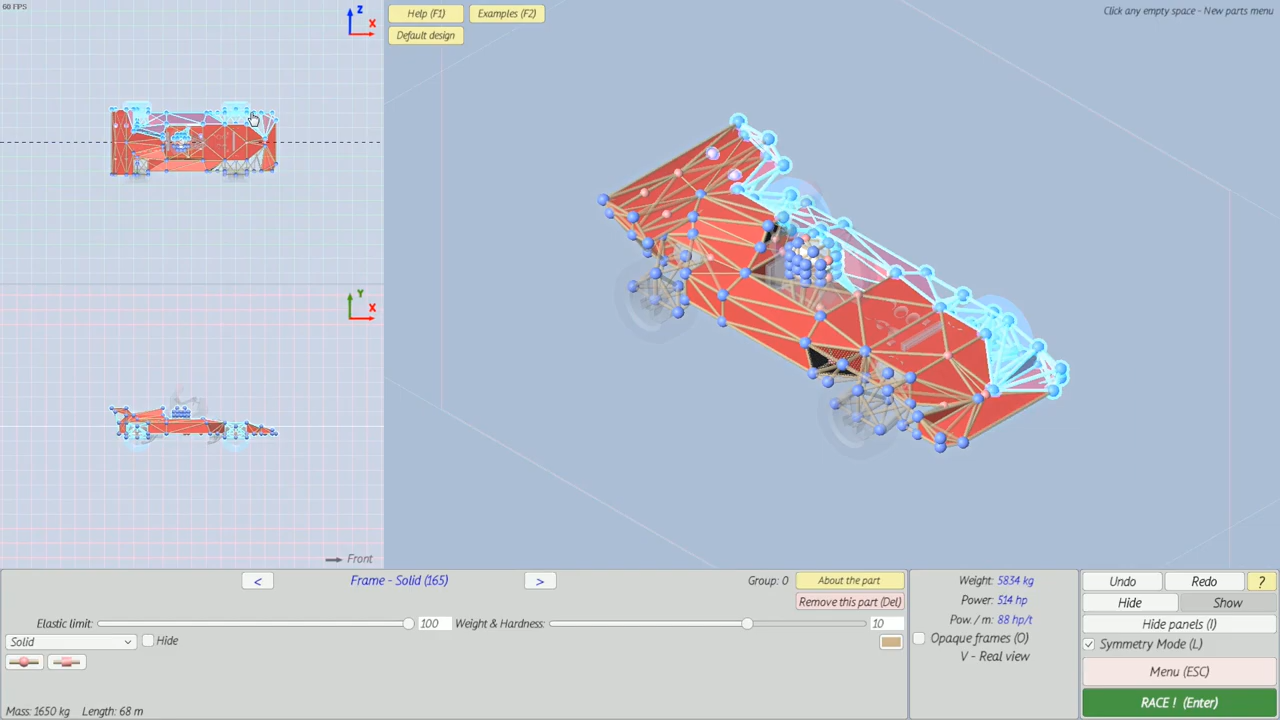 60 FPS
Z
X
Help (F1)
Examples (F2)
Default design
Click any empty space - New parts menu
Y
X
Front
<
Frame - Solid (165)
>
Group: 0
About the part
Remove this part (Del)
Elastic limit:
100
Weight & Hardness:
10
Solid
Hide
Mass: 1650 kg
Length: 68 m
Weight: 5834 kg
Power: 514 hp
Pow. / m: 88 hp/t
Opaque frames (O)
V - Real view
Undo
Redo
?
Hide
Show
Hide panels (I)
Symmetry Mode (L)
Menu (ESC)
RACE ! (Enter)